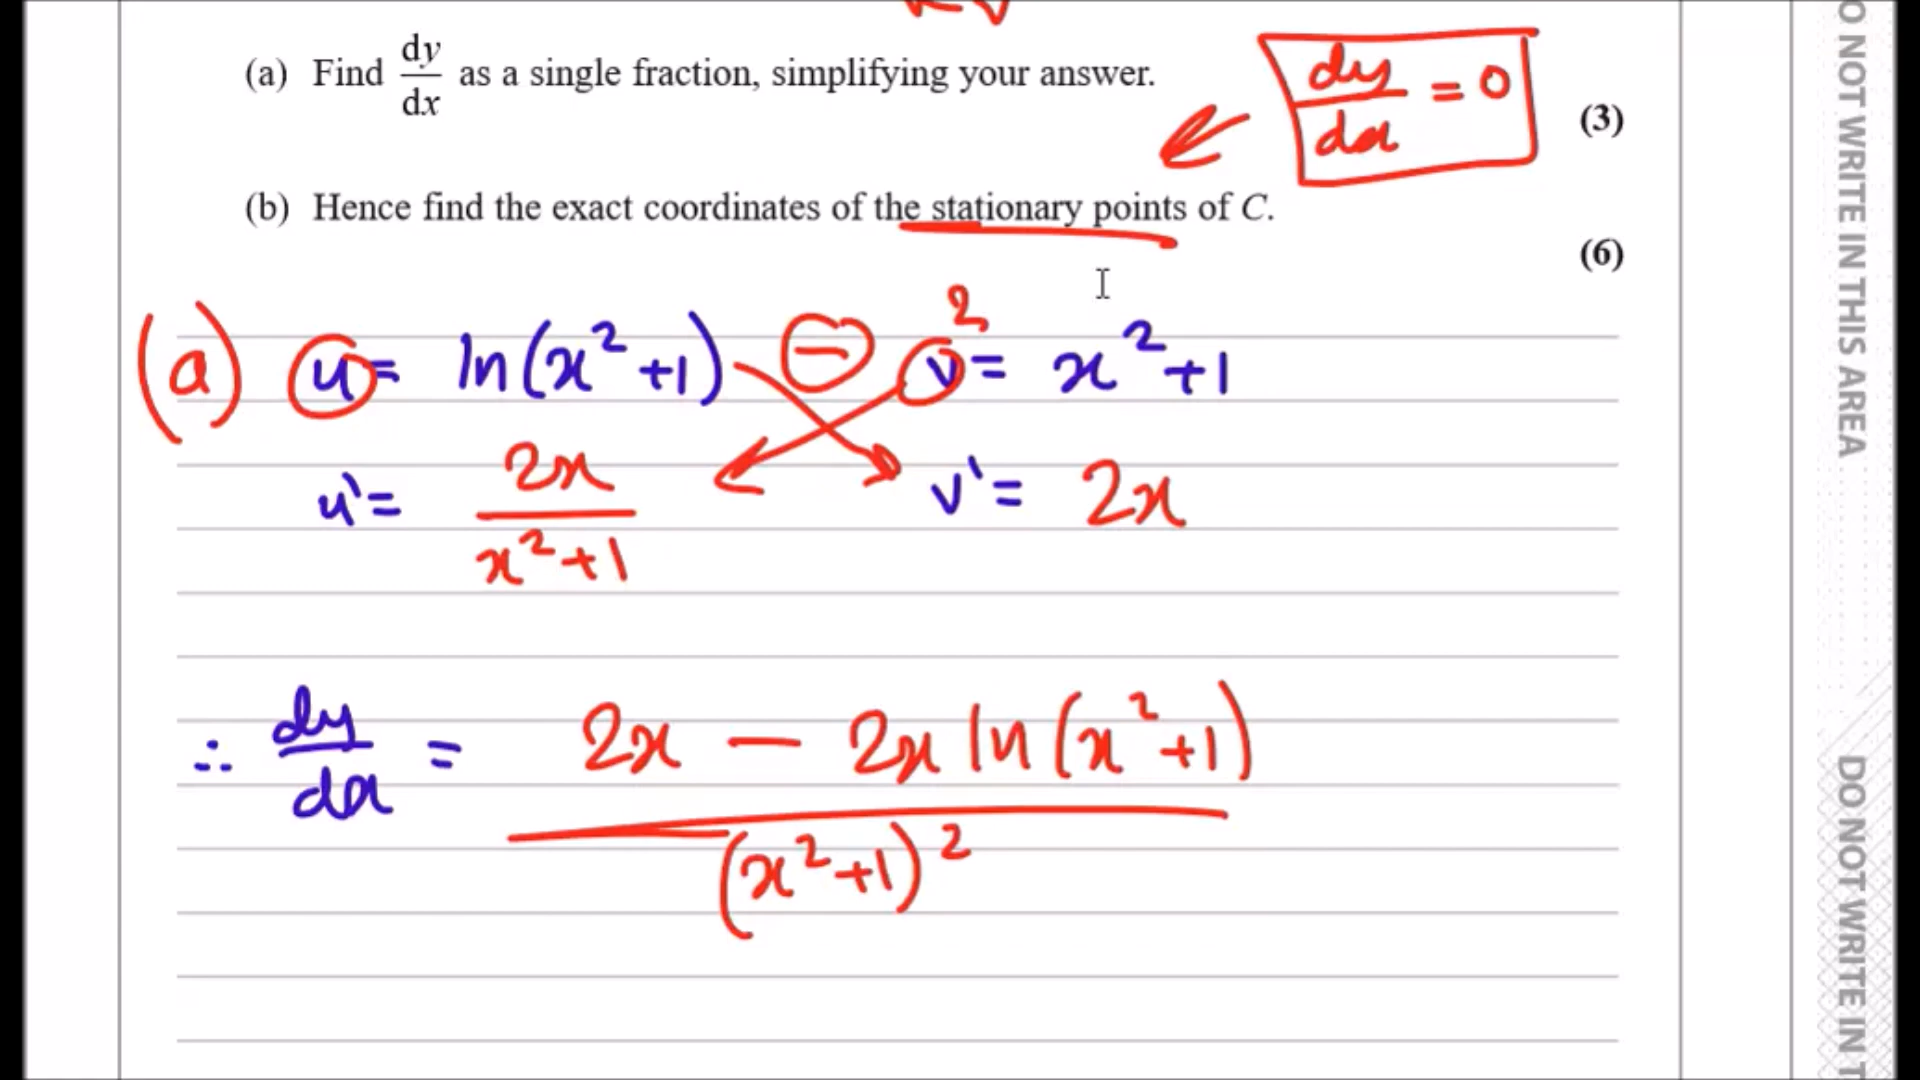 (a) Find dy/dx as a single fraction, simplifying your answer.
dy/dx = 0
(3)
(b) Hence find the exact coordinates of the stationary points of C.
(6)
(a) u = ln(x²+1) − v² = x²+1
u' = 2x/(x²+1) v' = 2x
∴ dy/dx = (2x − 2x ln(x²+1))/(x²+1)²
O NOT WRITE IN THIS AREA
DO NOT WRITE IN T